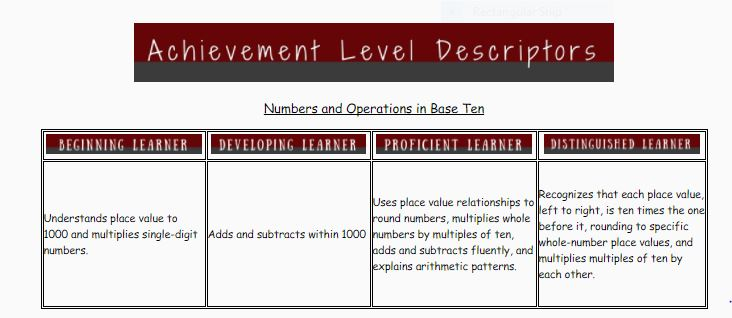 Rectangular Snip
Achievement Level Descriptors
Numbers and Operations in Base Ten
BEGINNING LEARNER
DEVELOPING LEARNER
PROFICIENT LEARNER
DISTINGUISHED LEARNER
Understands place value to
1000 and multiplies single-digit
numbers.
Adds and subtracts within 1000
Uses place value relationships to
round numbers, multiplies whole
numbers by multiples of ten,
adds and subtracts fluently, and
explains arithmetic patterns.
Recognizes that each place value,
left to right, is ten times the one
before it, rounding to specific
whole-number place values, and
multiplies multiples of ten by
each other.